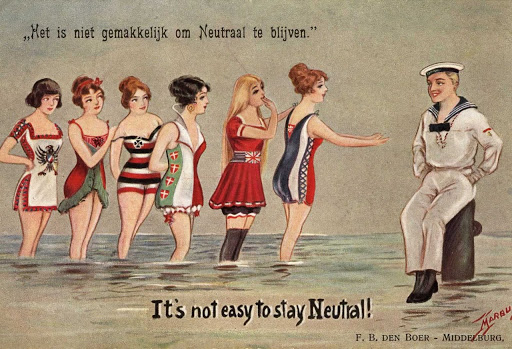 „Het is niet gemakkelijk om Neutraal te blijven."
It's not easy to stay Neutral!
F. B. DEN BOER - MIDDELBURG.